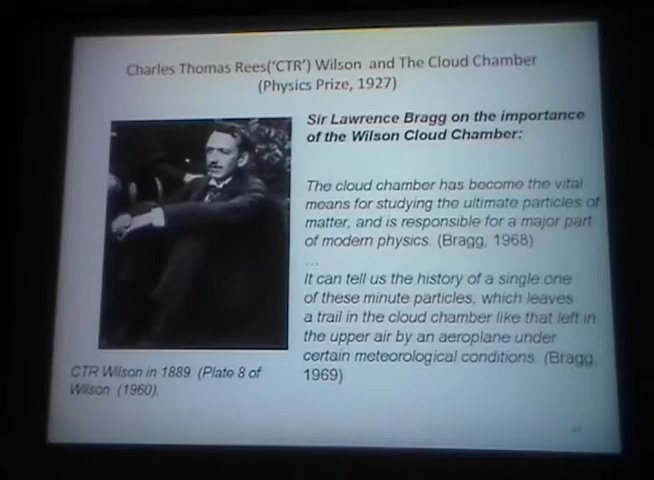 Charles Thomas Rees('CTR') Wilson and The Cloud Chamber
(Physics Prize, 1927)
Sir Lawrence Bragg on the importance
of the Wilson Cloud Chamber:
The cloud chamber has become the vital
means for studying the ultimate particles of
matter, and is responsible for a major part
of modern physics. (Bragg, 1968)
...
It can tell us the history of a single one
of these minute particles, which leaves
a trail in the cloud chamber like that left in
the upper air by an aeroplane under
certain meteorological conditions. (Bragg,
1969)
CTR Wilson in 1889. (Plate 8 of
Wilson (1960),